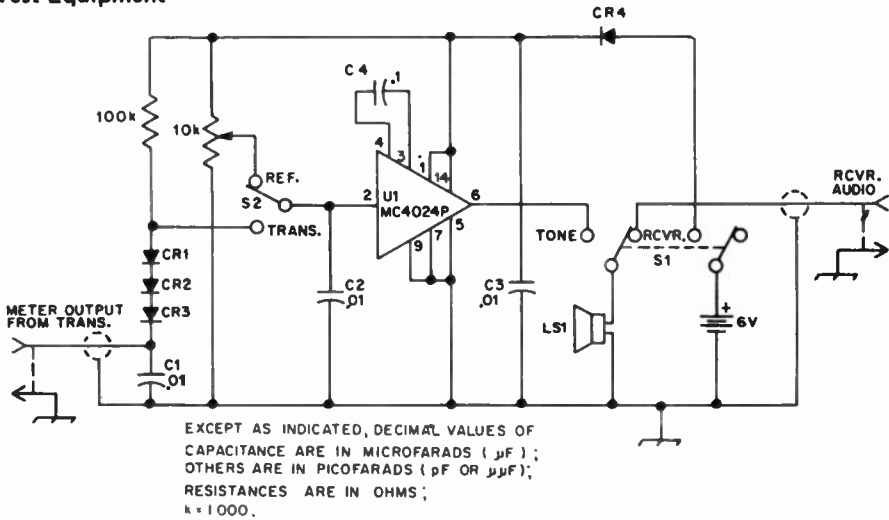 CR4
C4
.1
100k
10k
4
3
1
14
REF.
S2
2
U1
MC4024P
6
RCVR.
AUDIO
TRANS.
9
7
5
TONE
RCVR.
S1
CR1
CR2
CR3
C2
.01
C3
.01
LS1
+
6V
METER OUTPUT
FROM TRANS.
C1
.01
EXCEPT AS INDICATED, DECIMAL VALUES OF
CAPACITANCE ARE IN MICROFARADS ( µF ) ;
OTHERS ARE IN PICOFARADS ( pF OR µµF);
RESISTANCES ARE IN OHMS ;
k = 1000.